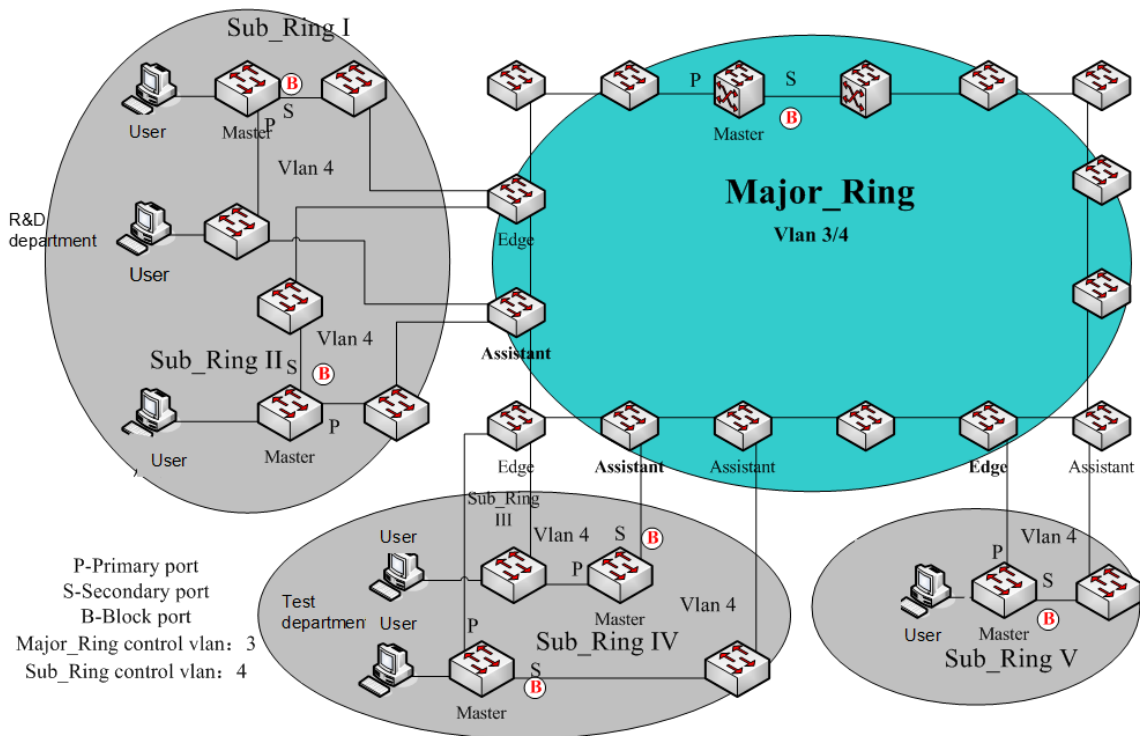 Sub_Ring I
B
S
User
Master
P
Vlan 4
R&D
department
User
Vlan 4
Sub_Ring II
S
B
P
User
Master
P
S
Master
B
Major_Ring
Vlan 3/4
Edge
Assistant
Edge
Assistant
Assistant
Edge
Assistant
Sub_Ring
III
User
Vlan 4
S
B
P
Master
Vlan 4
Test
department
User
P
Sub_Ring IV
S
B
Master
Vlan 4
P
S
User
Master
B
Sub_Ring V
P-Primary port
S-Secondary port
B-Block port
Major_Ring control vlan：3
Sub_Ring control vlan：4